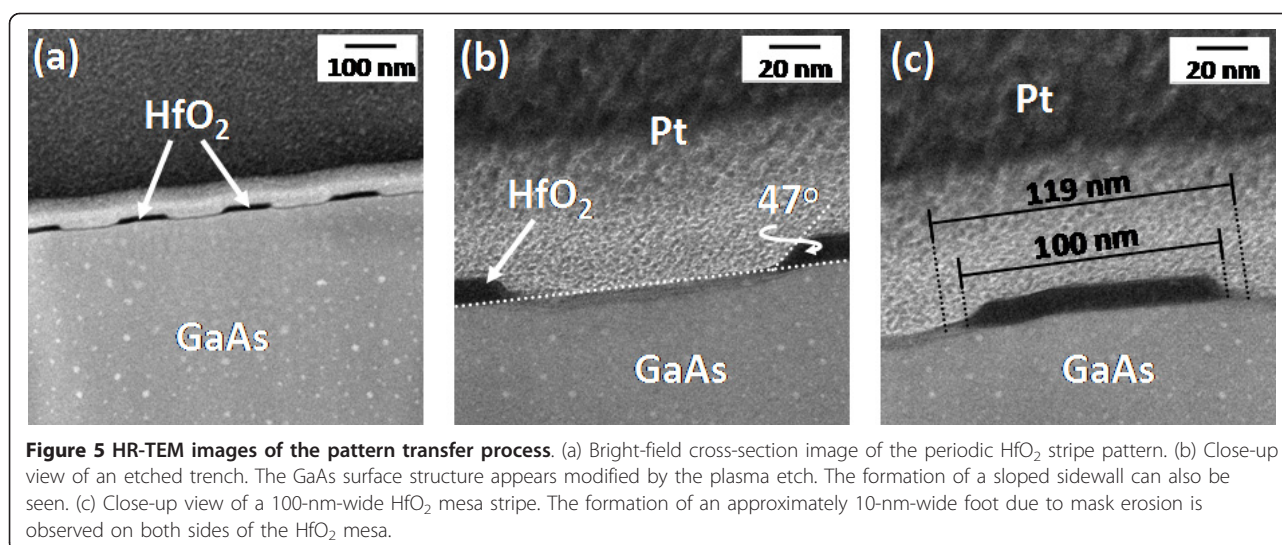 (a)
100 nm
HfO₂
GaAs
(b)
20 nm
Pt
HfO₂
47°
GaAs
(c)
20 nm
Pt
119 nm
100 nm
GaAs
Figure 5 HR-TEM images of the pattern transfer process. (a) Bright-field cross-section image of the periodic HfO₂ stripe pattern. (b) Close-up
view of an etched trench. The GaAs surface structure appears modified by the plasma etch. The formation of a sloped sidewall can also be
seen. (c) Close-up view of a 100-nm-wide HfO₂ mesa stripe. The formation of an approximately 10-nm-wide foot due to mask erosion is
observed on both sides of the HfO₂ mesa.